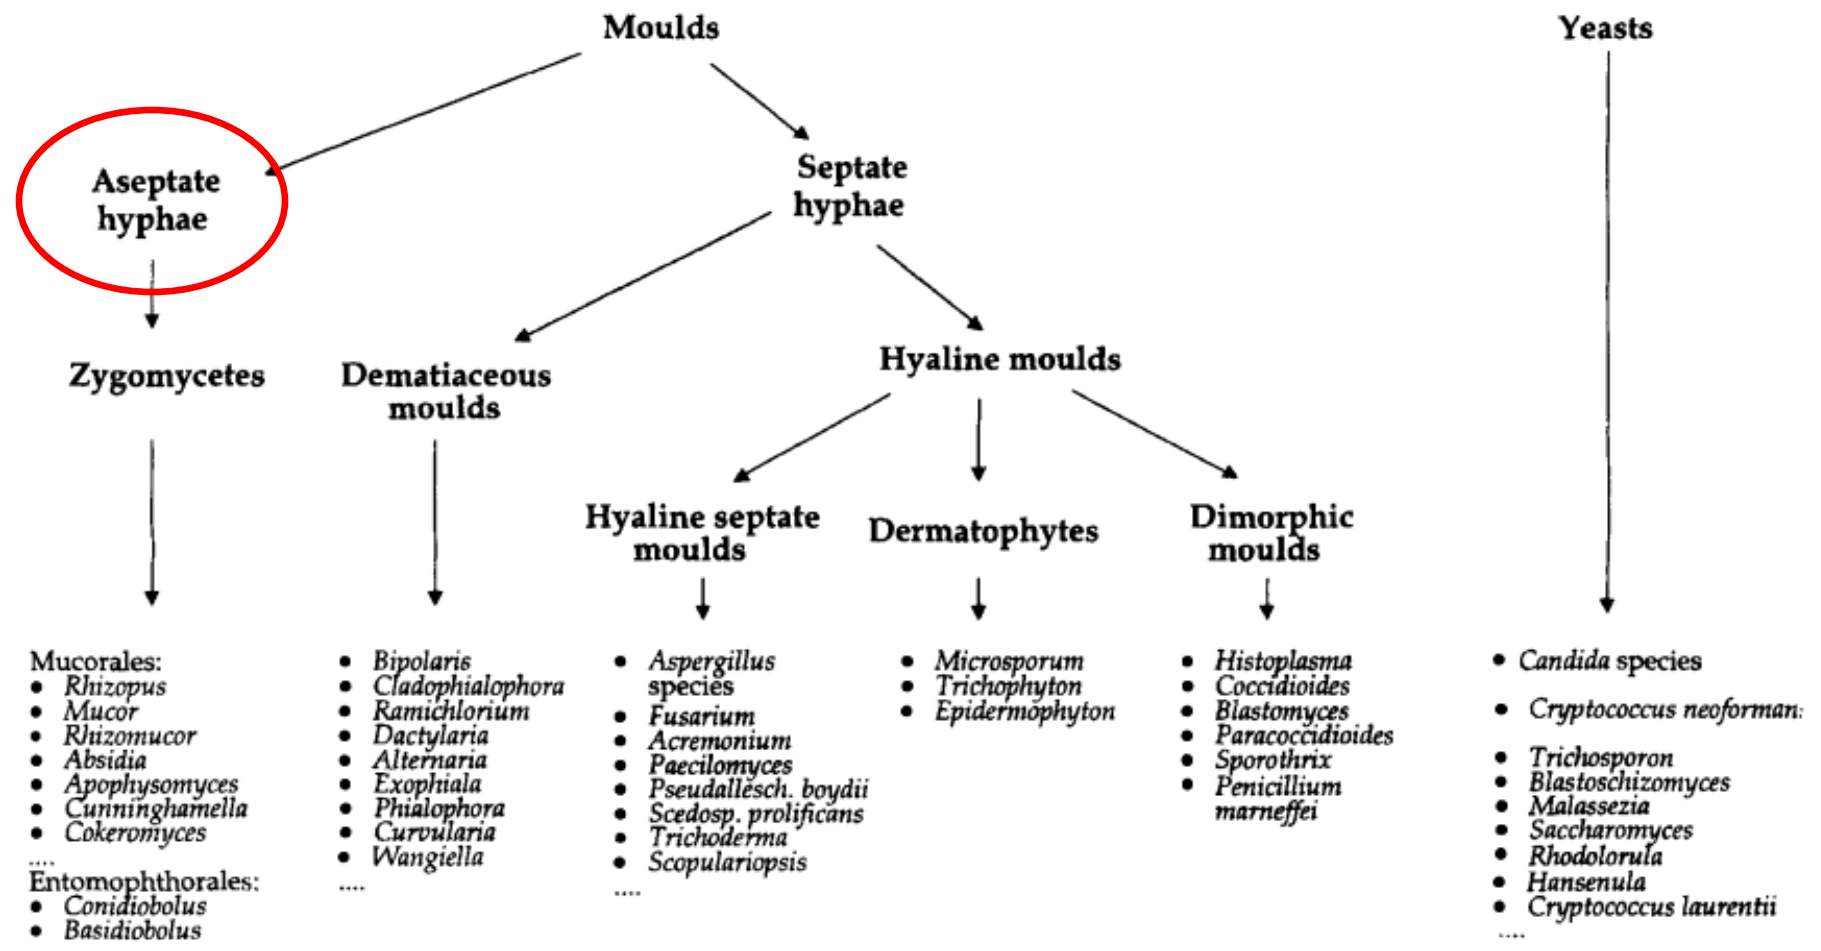 Moulds
Yeasts
Aseptate
hyphae
Septate
hyphae
Zygomycetes
Dematiaceous
moulds
Hyaline moulds
Hyaline septate
moulds
Dermatophytes
Dimorphic
moulds
Mucorales:
• Rhizopus
• Mucor
• Rhizomucor
• Absidia
• Apophysomyces
• Cunninghamella
• Cokeromyces
....
Entomophthorales:
• Conidiobolus
• Basidiobolus
• Bipolaris
• Cladophialophora
• Ramichlorium
• Dactylaria
• Alternaria
• Exophiala
• Phialophora
• Curvularia
• Wangiella
....
• Aspergillus
species
• Fusarium
• Acremonium
• Paecilomyces
• Pseudallesch. boydii
• Scedosp. prolificans
• Trichoderma
• Scopulariopsis
....
• Microsporum
• Trichophyton
• Epidermophyton
• Histoplasma
• Coccidioides
• Blastomyces
• Paracoccidioides
• Sporothrix
• Penicillium
marneffei
• Candida species
• Cryptococcus neoforman:
• Trichosporon
• Blastoschizomyces
• Malassezia
• Saccharomyces
• Rhodolorula
• Hansenula
• Cryptococcus laurentii
....